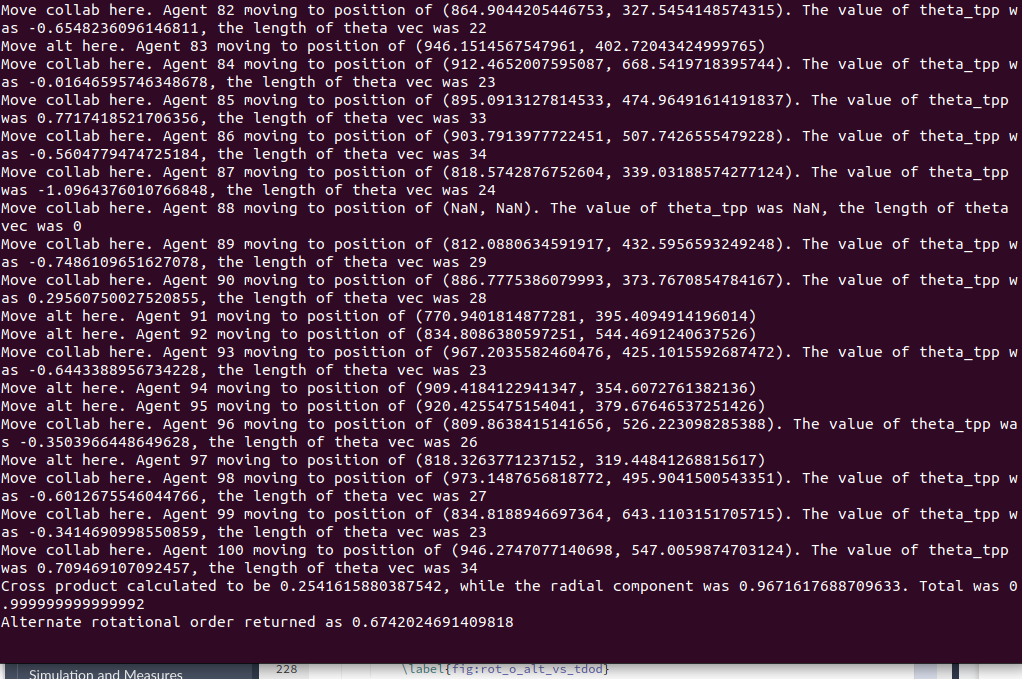 Move collab here. Agent 82 moving to position of (864.9044205446753, 327.5454148574315). The value of theta_tpp w
as -0.6548236096146811, the length of theta vec was 22
Move alt here. Agent 83 moving to position of (946.1514567547961, 402.72043424999765)
Move collab here. Agent 84 moving to position of (912.4652007595087, 668.5419718395744). The value of theta_tpp w
as -0.01646595746348678, the length of theta vec was 23
Move collab here. Agent 85 moving to position of (895.0913127814533, 474.96491614191837). The value of theta_tpp
was 0.7717418521706356, the length of theta vec was 33
Move collab here. Agent 86 moving to position of (903.7913977722451, 507.7426555479228). The value of theta_tpp w
as -0.5604779474725184, the length of theta vec was 34
Move collab here. Agent 87 moving to position of (818.5742876752604, 339.03188574277124). The value of theta_tpp
was -1.0964376010766848, the length of theta vec was 24
Move collab here. Agent 88 moving to position of (NaN, NaN). The value of theta_tpp was NaN, the length of theta
vec was 0
Move collab here. Agent 89 moving to position of (812.0880634591917, 432.5956593249248). The value of theta_tpp w
as -0.7486109651627078, the length of theta vec was 29
Move collab here. Agent 90 moving to position of (886.7775386079993, 373.7670854784167). The value of theta_tpp w
as 0.29560750027520855, the length of theta vec was 28
Move alt here. Agent 91 moving to position of (770.9401814877281, 395.4094914196014)
Move alt here. Agent 92 moving to position of (834.8086380597251, 544.4691240637526)
Move collab here. Agent 93 moving to position of (967.2035582460476, 425.1015592687472). The value of theta_tpp w
as -0.6443388956734228, the length of theta vec was 23
Move alt here. Agent 94 moving to position of (909.4184122941347, 354.6072761382136)
Move alt here. Agent 95 moving to position of (920.4255475154041, 379.67646537251426)
Move collab here. Agent 96 moving to position of (809.8638415141656, 526.223098285388). The value of theta_tpp wa
s -0.3503966448649628, the length of theta vec was 26
Move alt here. Agent 97 moving to position of (818.3263771237152, 319.44841268815617)
Move collab here. Agent 98 moving to position of (973.1487656818772, 495.9041500543351). The value of theta_tpp w
as -0.6012675546044766, the length of theta vec was 27
Move collab here. Agent 99 moving to position of (834.8188946697364, 643.1103151705715). The value of theta_tpp w
as -0.3414690998550859, the length of theta vec was 23
Move collab here. Agent 100 moving to position of (946.2747077140698, 547.0059874703124). The value of theta_tpp
was 0.709469107092457, the length of theta vec was 34
Cross product calculated to be 0.2541615880387542, while the radial component was 0.9671617688709633. Total was 0
.999999999999992
Alternate rotational order returned as 0.6742024691409818
Simulation and Measures
228 \label{fig:rot_o_alt_vs_tdod}